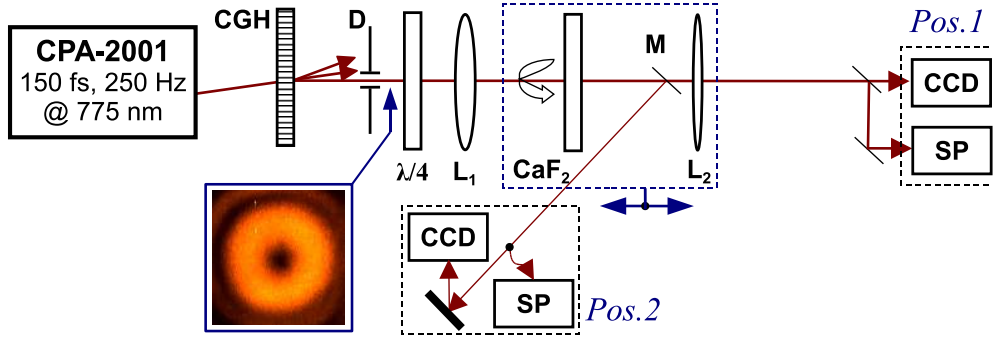 CPA-2001
150 fs, 250 Hz
@ 775 nm
CGH
D
λ/4
L1
CaF2
M
L2
Pos.1
CCD
SP
CCD
SP
Pos.2